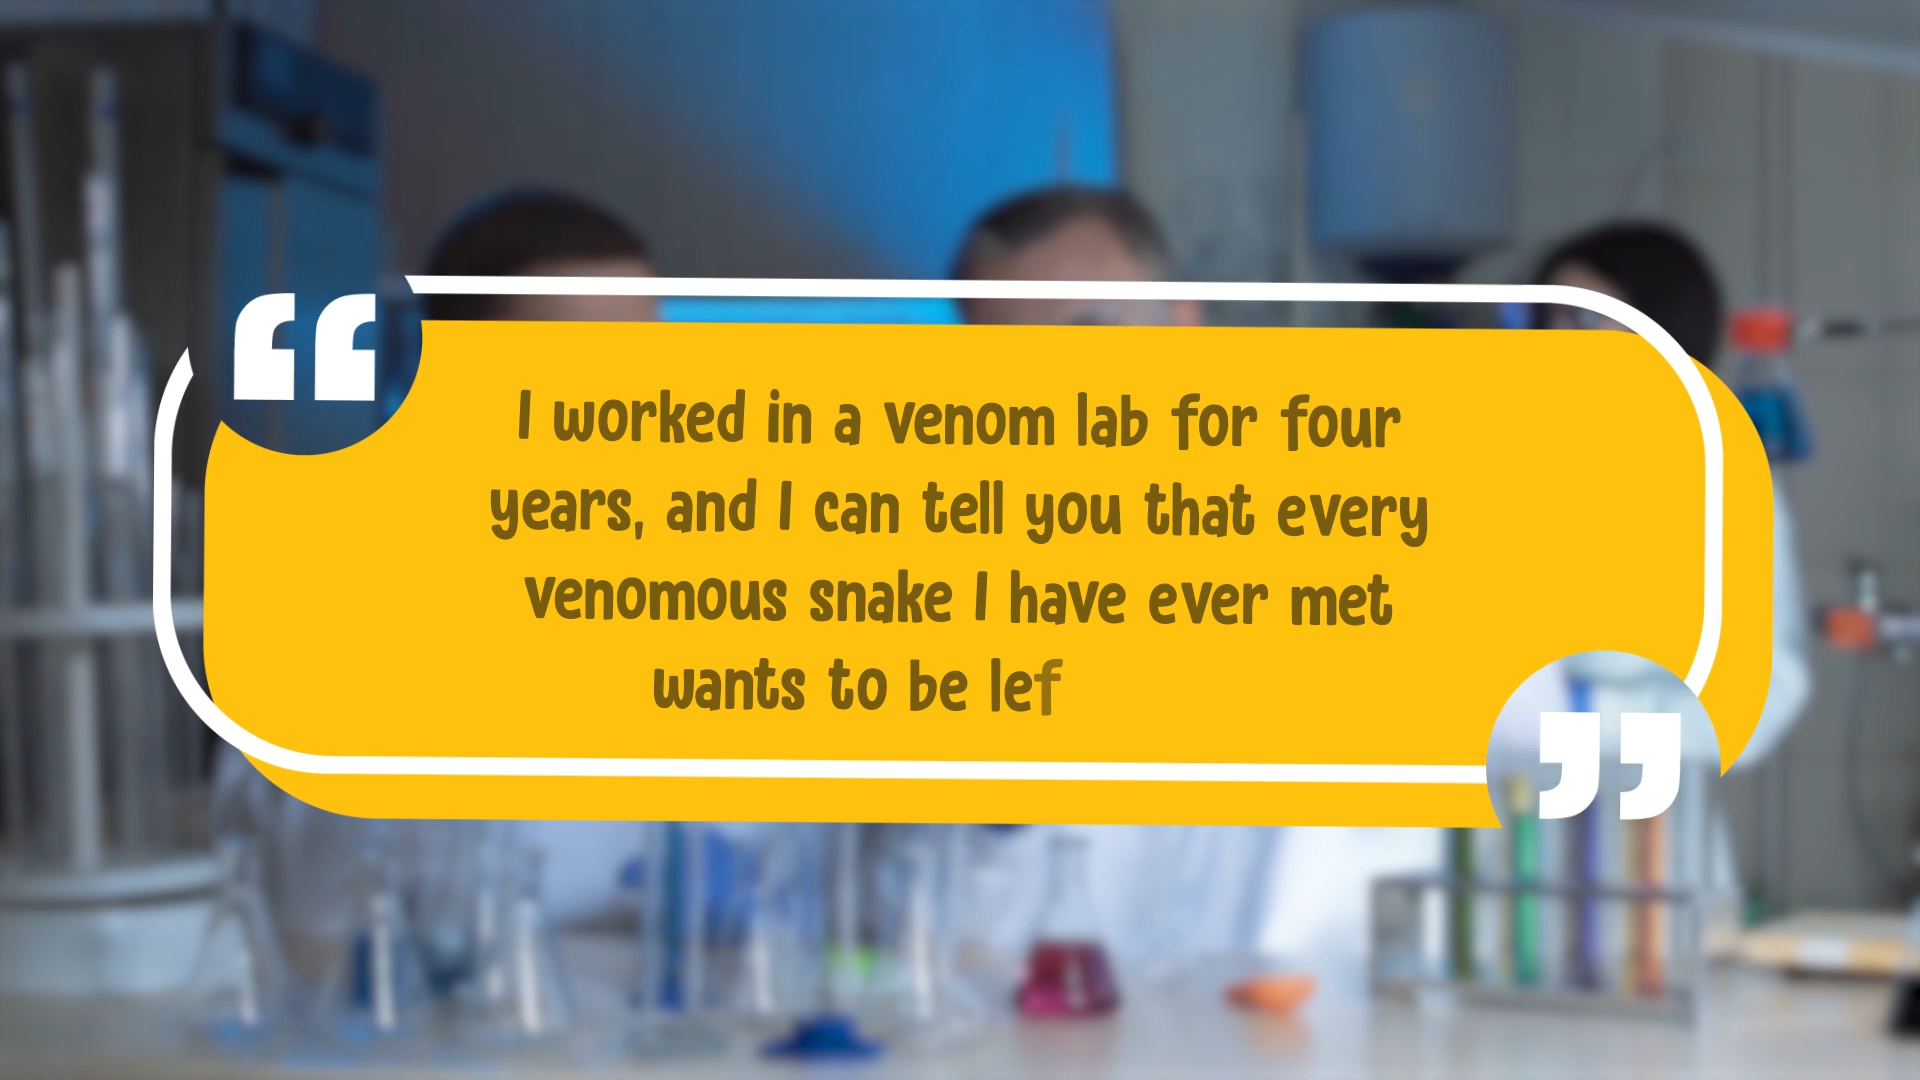 “
I worked in a venom lab for four
years, and I can tell you that every
venomous snake I have ever met
wants to be lef
”